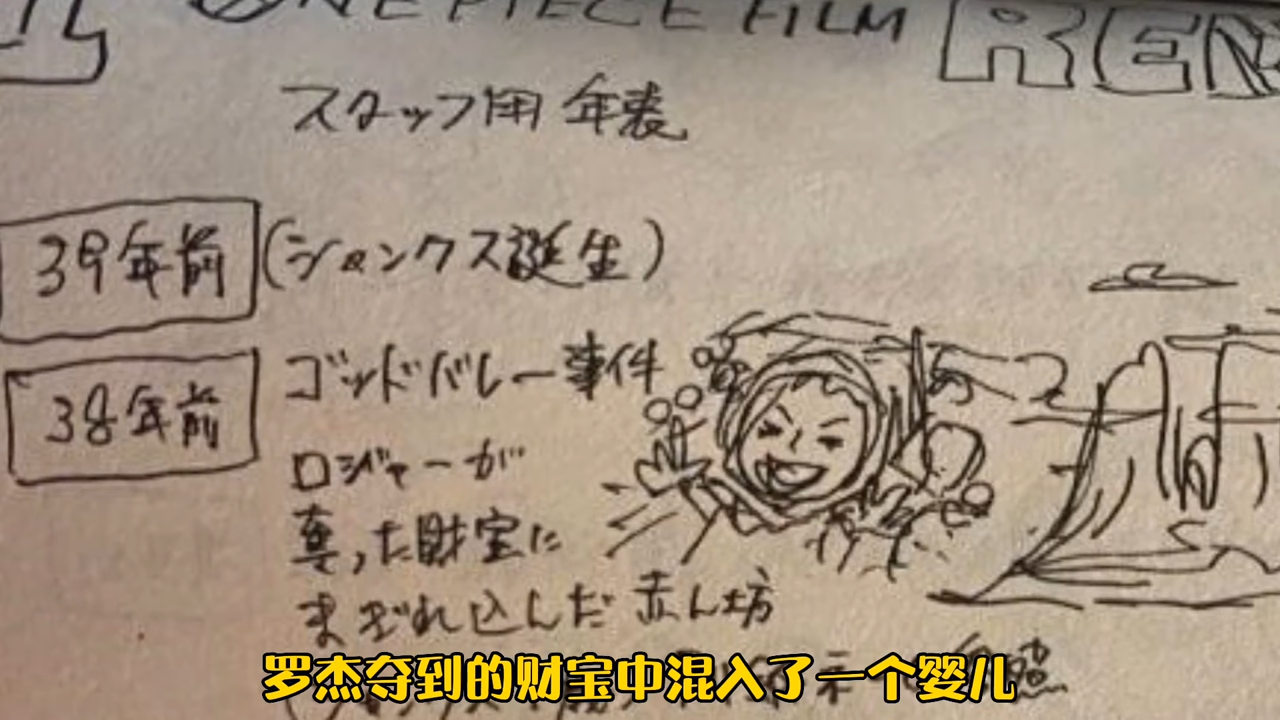 ONE PIECE FILM RED
スタッフ用 年表
39年前 (シャンクス誕生)
38年前 ゴッドバレー事件
ロジャーが
奪った財宝に
まぎれ込んだ赤ん坊
罗杰夺到的财宝中混入了一个婴儿